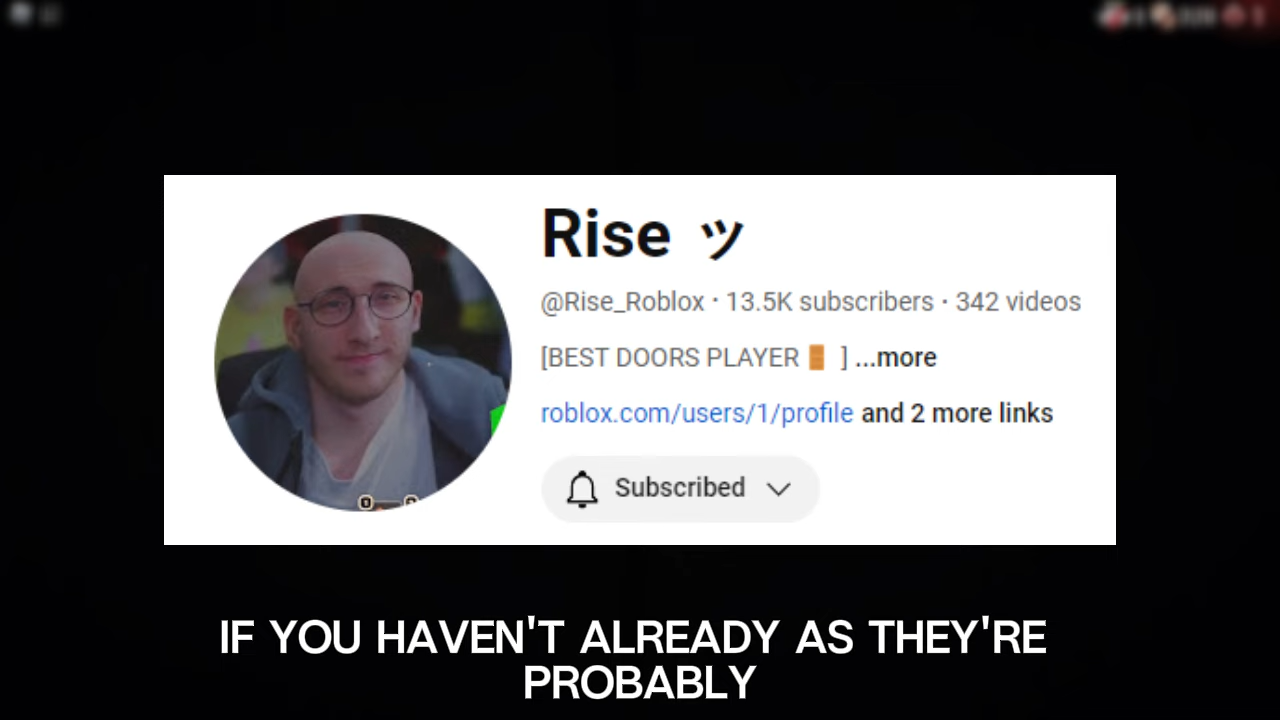 Rise ッ
@Rise_Roblox · 13.5K subscribers · 342 videos
[BEST DOORS PLAYER 🚪 ] ...more
roblox.com/users/1/profile and 2 more links
Subscribed
IF YOU HAVEN'T ALREADY AS THEY'RE
PROBABLY